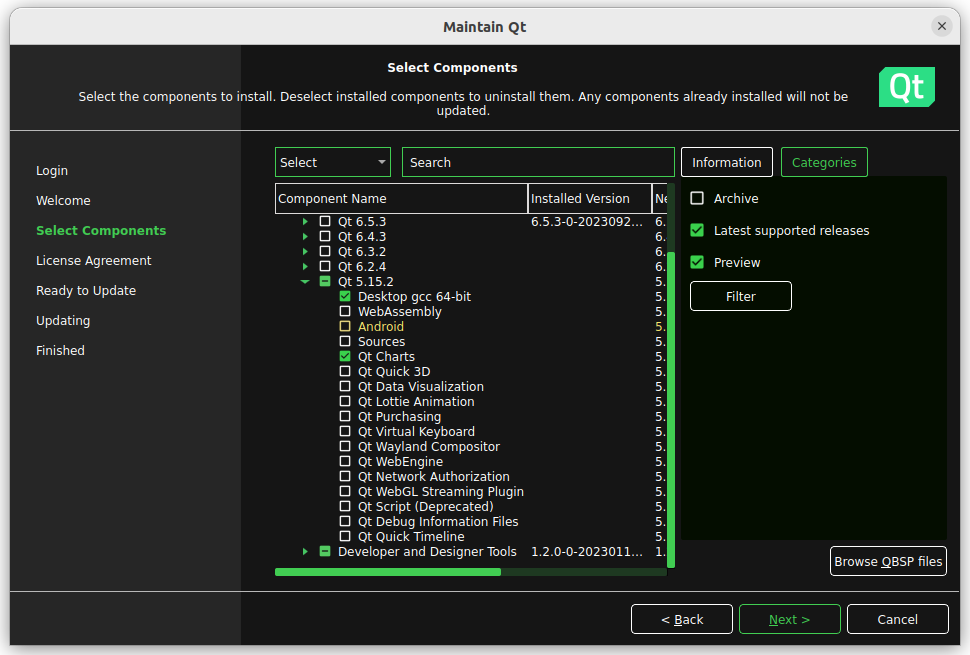 Maintain Qt
Select Components
Select the components to install. Deselect installed components to uninstall them. Any components already installed will not be
updated.
Qt
Login
Welcome
Select Components
License Agreement
Ready to Update
Updating
Finished
Select
Search
Information
Categories
Component Name
Installed Version
Ne
Qt 6.5.3 6.5.3-0-2023092... 6.
Qt 6.4.3 6.
Qt 6.3.2 6.
Qt 6.2.4 6.
Qt 5.15.2 5.
Desktop gcc 64-bit 5.
WebAssembly 5.
Android 5.
Sources 5.
Qt Charts 5.
Qt Quick 3D 5.
Qt Data Visualization 5.
Qt Lottie Animation 5.
Qt Purchasing 5.
Qt Virtual Keyboard 5.
Qt Wayland Compositor 5.
Qt WebEngine 5.
Qt Network Authorization 5.
Qt WebGL Streaming Plugin 5.
Qt Script (Deprecated) 5.
Qt Debug Information Files 5.
Qt Quick Timeline 5.
Developer and Designer Tools 1.2.0-0-2023011... 1.
Archive
Latest supported releases
Preview
Filter
Browse QBSP files
< Back
Next >
Cancel